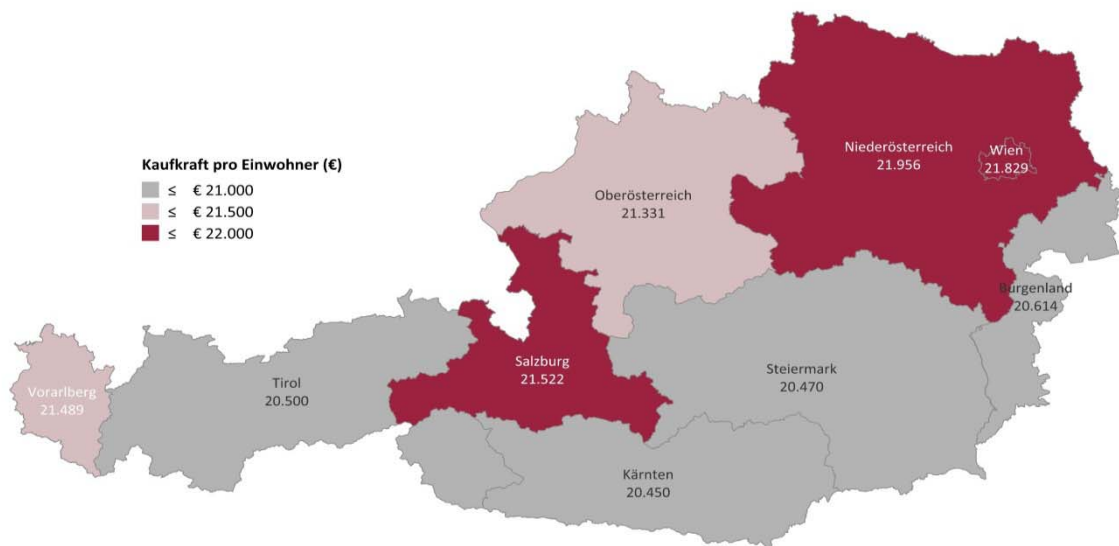 Kaufkraft pro Einwohner (€)
≤ € 21.000
≤ € 21.500
≤ € 22.000
Niederösterreich
21.956
Wien
21.829
Oberösterreich
21.331
Burgenland
20.614
Salzburg
21.522
Steiermark
20.470
Tirol
20.500
Vorarlberg
21.489
Kärnten
20.450